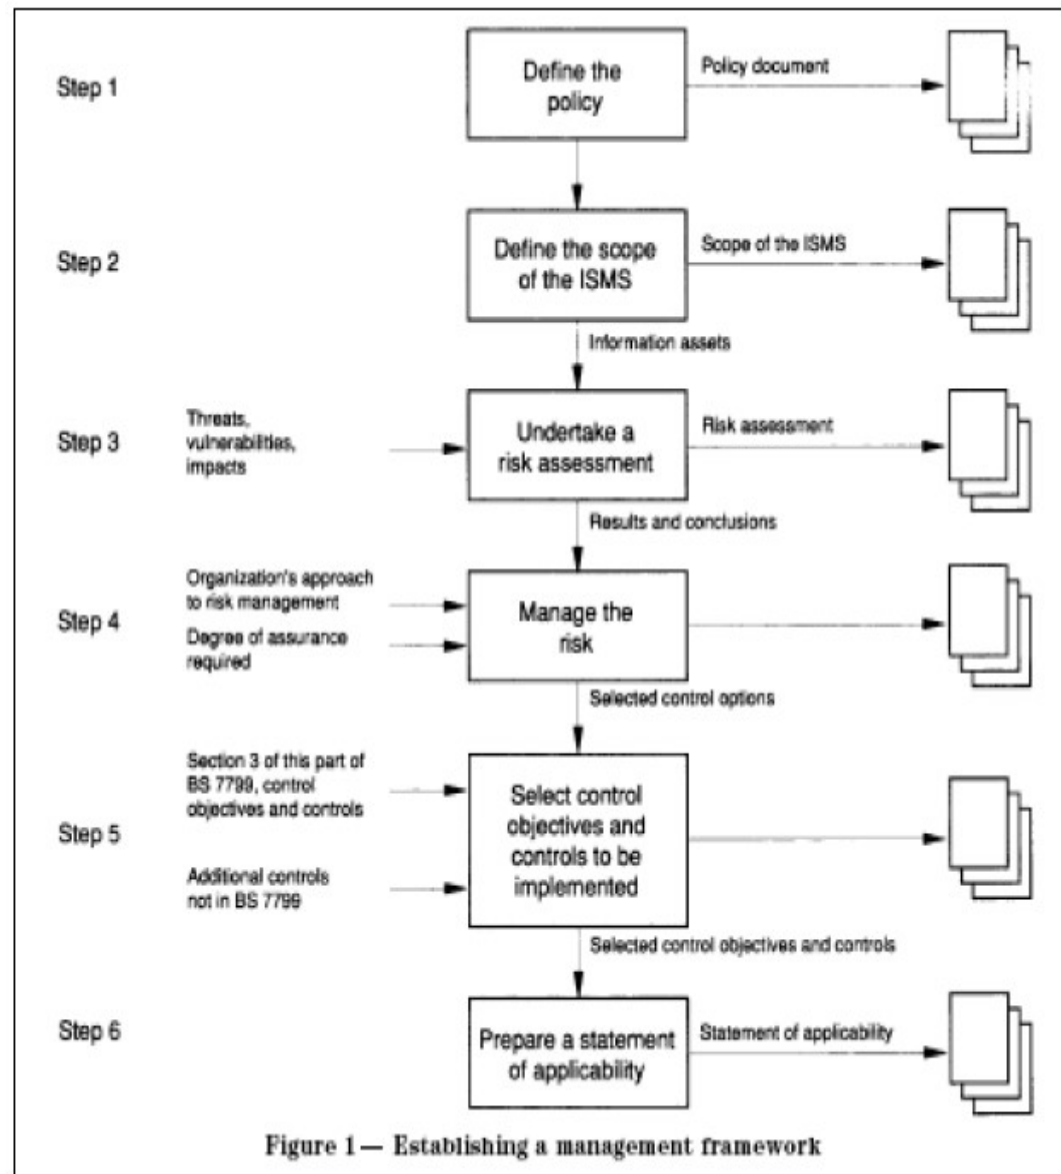 Step 1
Define the
policy
Policy document
Step 2
Define the scope
of the ISMS
Scope of the ISMS
Information assets
Step 3
Threats,
vulnerabilities,
impacts
Undertake a
risk assessment
Risk assessment
Results and conclusions
Step 4
Organization's approach
to risk management
Degree of assurance
required
Manage the
risk
Selected control options
Step 5
Section 3 of this part of
BS 7799, control
objectives and controls
Additional controls
not in BS 7799
Select control
objectives and
controls to be
implemented
Selected control objectives and controls
Step 6
Prepare a statement
of applicability
Statement of applicability
Figure 1— Establishing a management framework